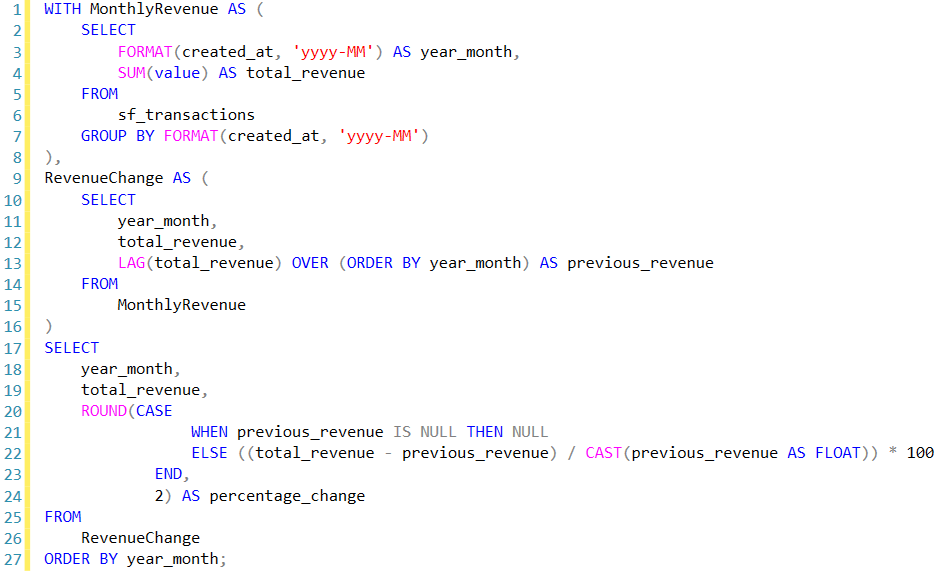 1 WITH MonthlyRevenue AS (
2     SELECT
3         FORMAT(created_at, 'yyyy-MM') AS year_month,
4         SUM(value) AS total_revenue
5     FROM
6         sf_transactions
7     GROUP BY FORMAT(created_at, 'yyyy-MM')
8 ),
9 RevenueChange AS (
10     SELECT
11         year_month,
12         total_revenue,
13         LAG(total_revenue) OVER (ORDER BY year_month) AS previous_revenue
14     FROM
15         MonthlyRevenue
16 )
17 SELECT
18     year_month,
19     total_revenue,
20     ROUND(CASE
21                 WHEN previous_revenue IS NULL THEN NULL
22                 ELSE ((total_revenue - previous_revenue) / CAST(previous_revenue AS FLOAT)) * 100
23             END,
24             2) AS percentage_change
25 FROM
26     RevenueChange
27 ORDER BY year_month;